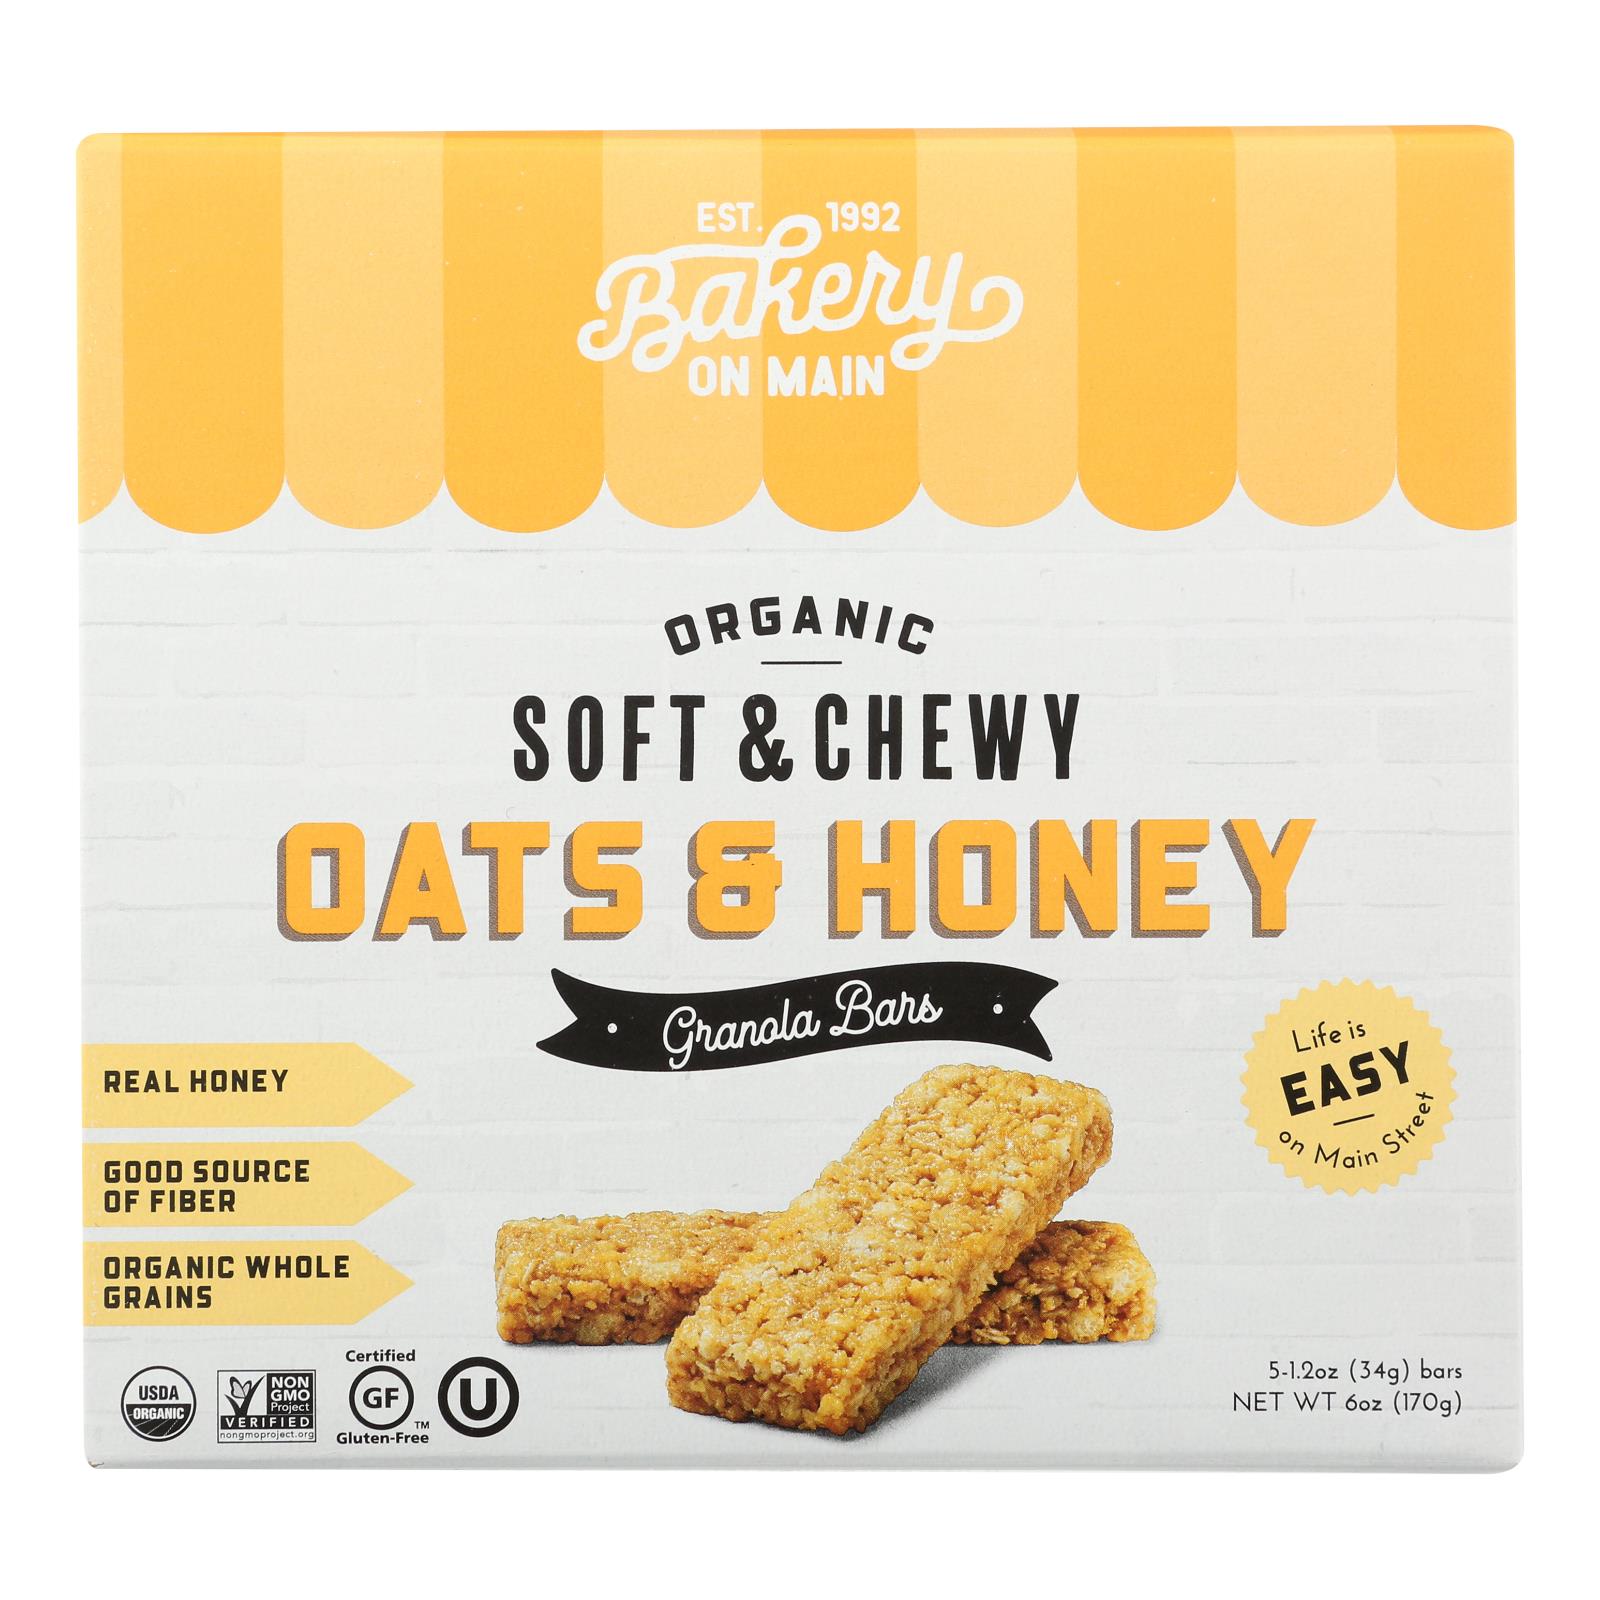 EST. 1992
Bakery
ON MAIN
ORGANIC
SOFT & CHEWY
OATS & HONEY
Granola Bars
Life is
EASY
on Main Street
REAL HONEY
GOOD SOURCE
OF FIBER
ORGANIC WHOLE
GRAINS
USDA
ORGANIC
NON
GMO
Project
VERIFIED
nongmoproject.org
Certified
GF
TM
Gluten-Free
U
5-1.2oz (34g) bars
NET WT 6oz (170g)